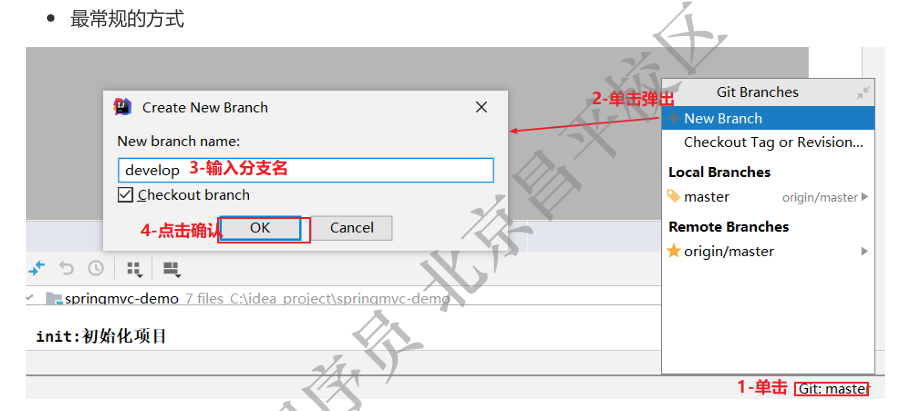 最常规的方式
Create New Branch
New branch name:
develop 3-输入分支名
Checkout branch
4-点击确认 OK Cancel
2-单击弹出
Git Branches
New Branch
Checkout Tag or Revision...
Local Branches
master origin/master
Remote Branches
origin/master
springmvc-demo 7 files C:\idea_project\springmvc-demo
init:初始化项目
1-单击 Git: master
程序员 北京昌平校区